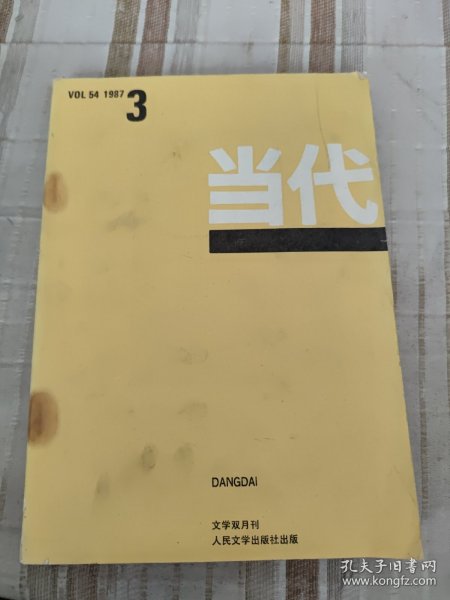 VOL 54 1987 3
当代
DANGDAI
文学双月刊
人民文学出版社出版
孔夫子旧书网
www.kongfz.com